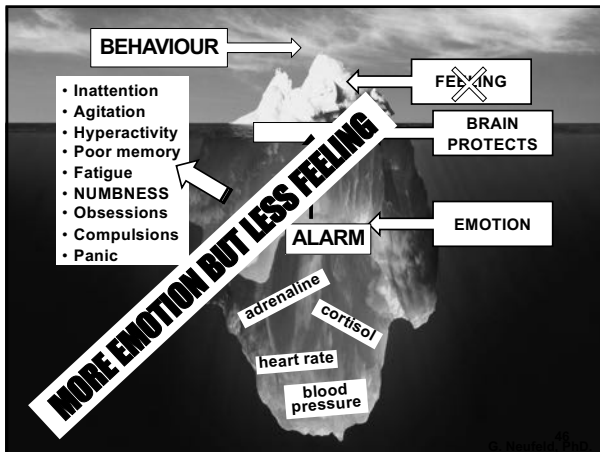 BEHAVIOUR
FEELING
• Inattention
• Agitation
• Hyperactivity
• Poor memory
• Fatigue
• NUMBNESS
• Obsessions
• Compulsions
• Panic
BRAIN
PROTECTS
MORE EMOTION BUT LESS FEELING
EMOTION
ALARM
adrenaline
cortisol
heart rate
blood
pressure
48
G. Neufeld, PhD